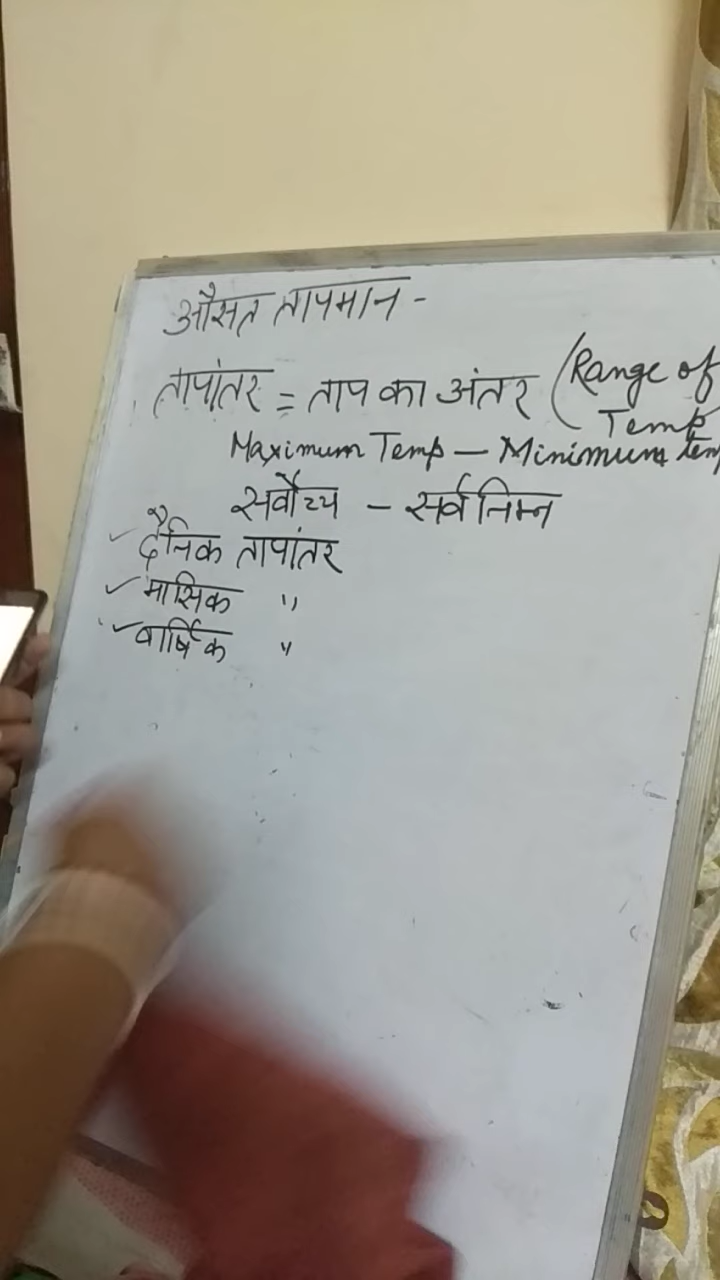 औसत तापमान -
तापांतर = ताप का अंतर (Range of
Temp
Maximum Temp — Minimum Tem
सर्वोच्य - सर्वनिम्न
दैनिक तापांतर
मासिक "
वार्षिक "